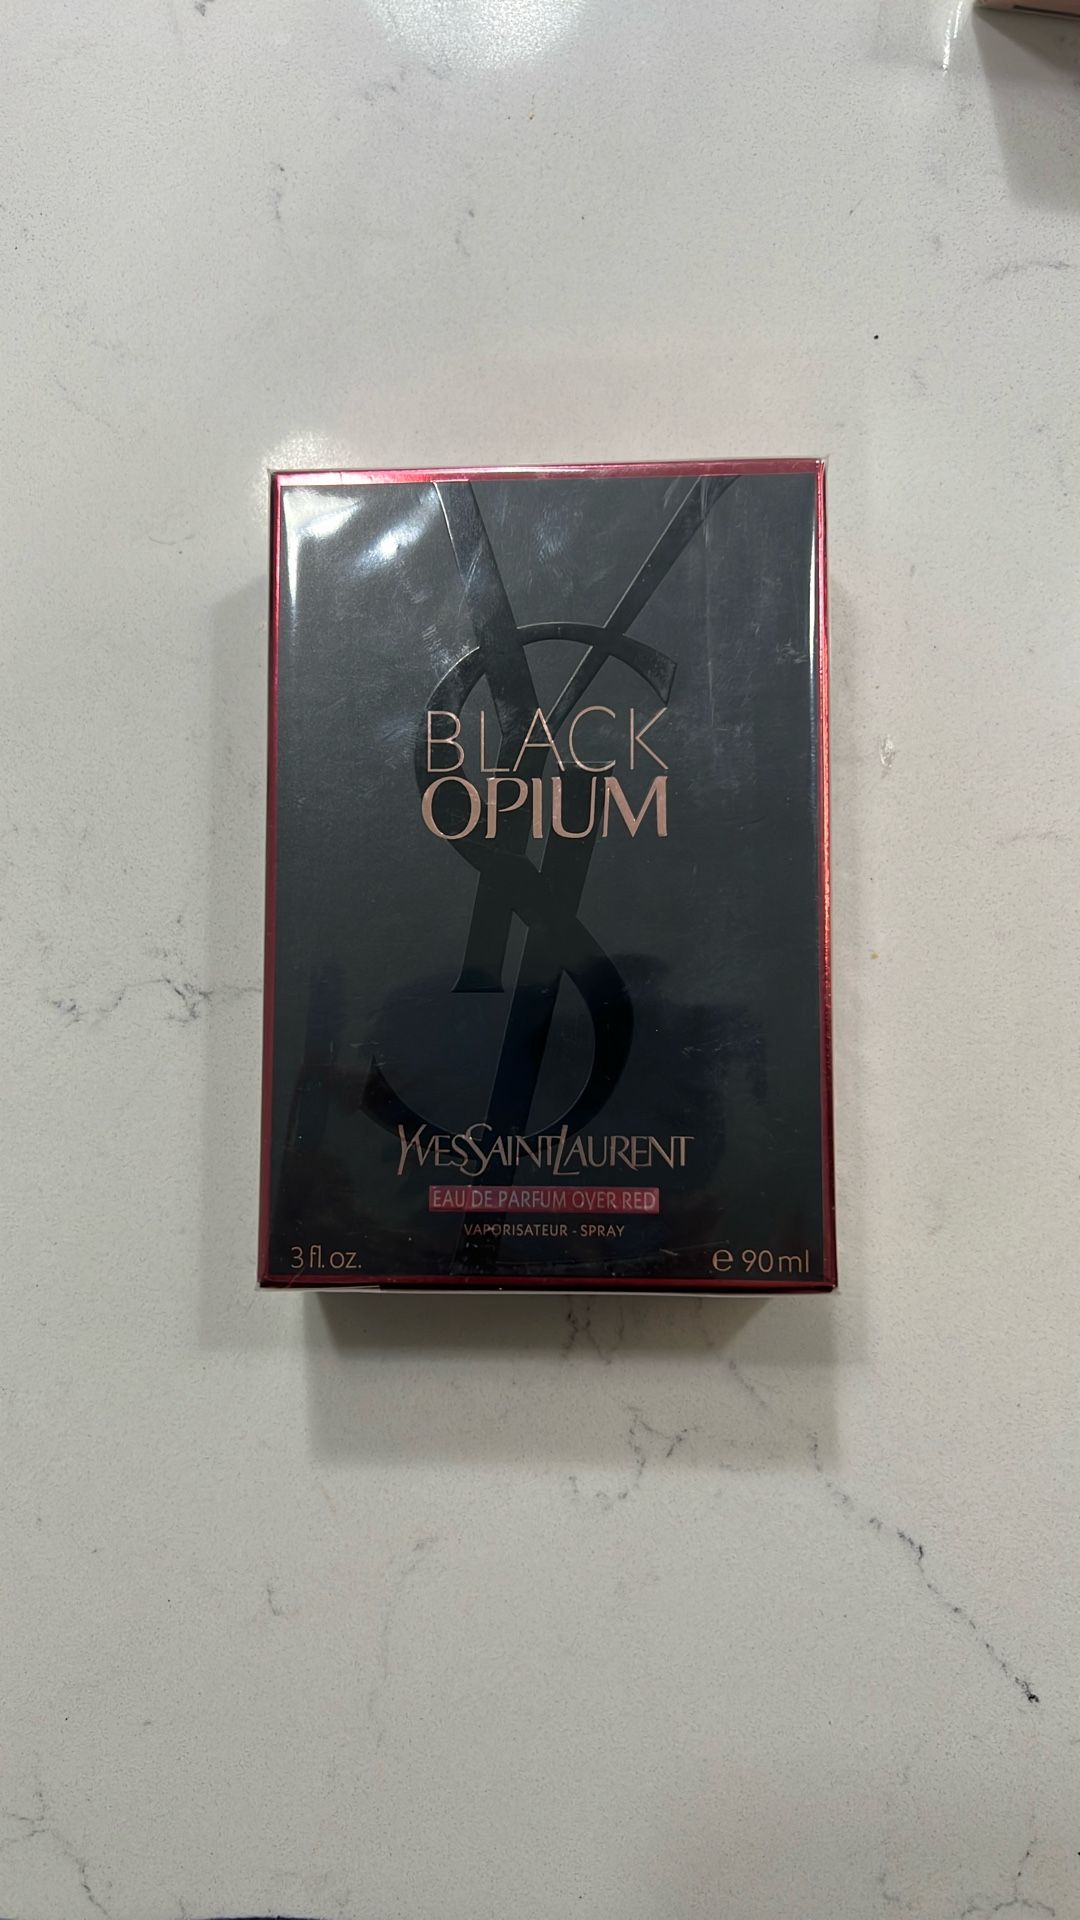 BLACK
OPIUM
YVESSAINTLAURENT
EAU DE PARFUM OVER RED
VAPORISATEUR - SPRAY
3 fl. oz. e 90 ml